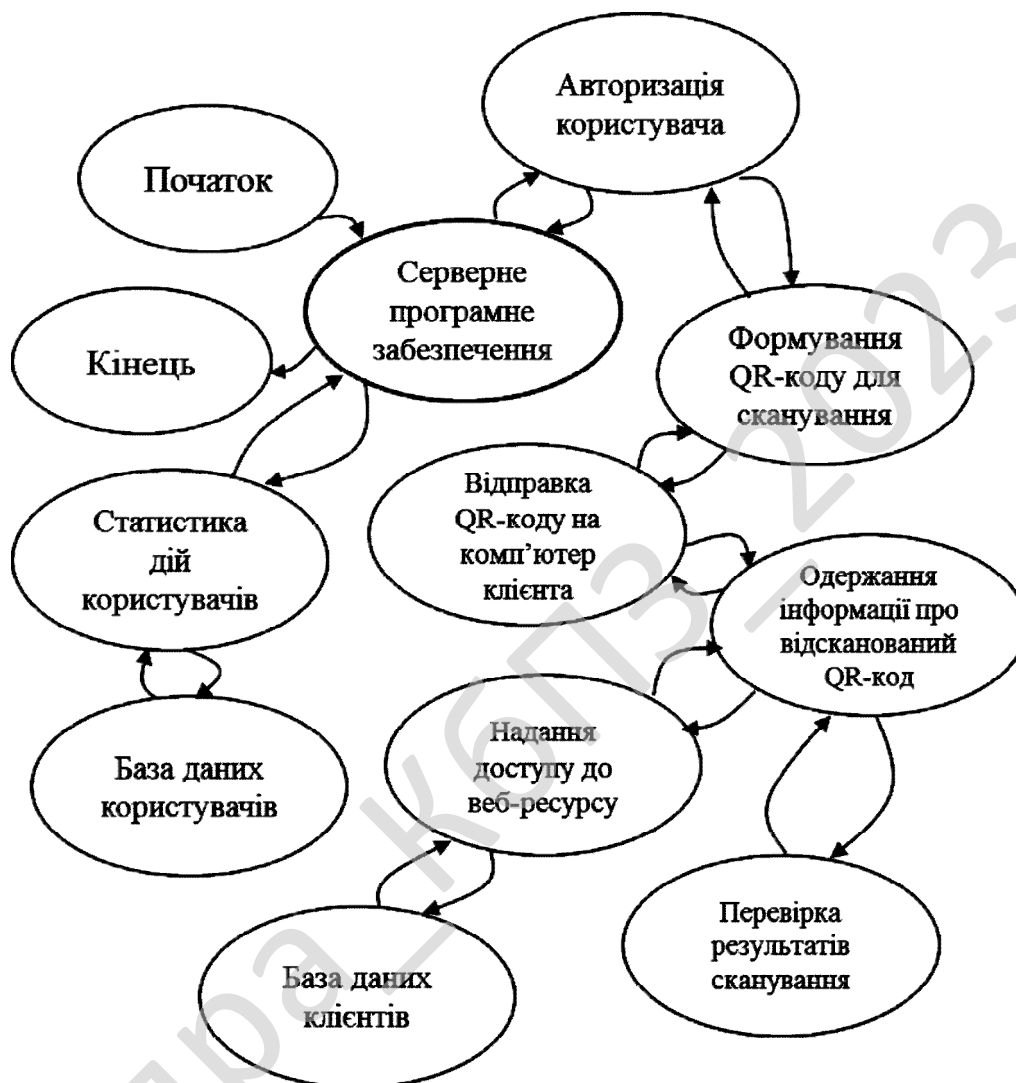 Авторизація
користувача
Початок
Серверне
програмне
забезпечення
Кінець
Формування
QR-коду для
сканування
Відправка
QR-коду на
комп’ютер
клієнта
Статистика
дій
користувачів
Одержання
інформації про
відсканований
QR-код
Надання
доступу до
веб-ресурсу
База даних
користувачів
Перевірка
результатів
сканування
База даних
клієнтів
ра_КбПЗ_2023